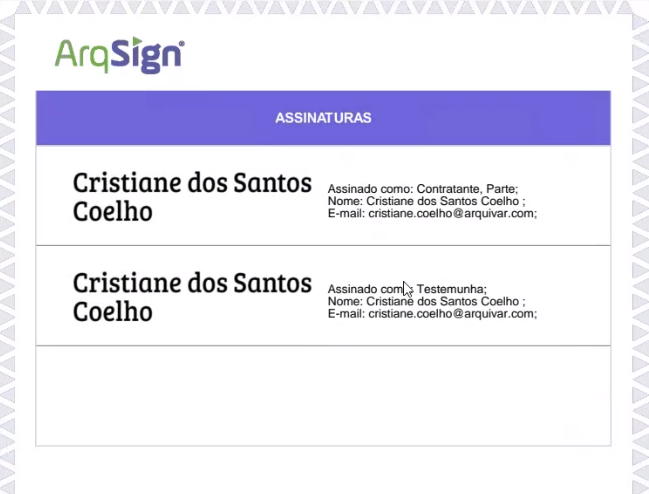 ArqSign®
ASSINATURAS
Cristiane dos Santos
Coelho
Assinado como: Contratante, Parte;
Nome: Cristiane dos Santos Coelho ;
E-mail: cristiane.coelho@arquivar.com;
Cristiane dos Santos
Coelho
Assinado como: Testemunha;
Nome: Cristiane dos Santos Coelho ;
E-mail: cristiane.coelho@arquivar.com;